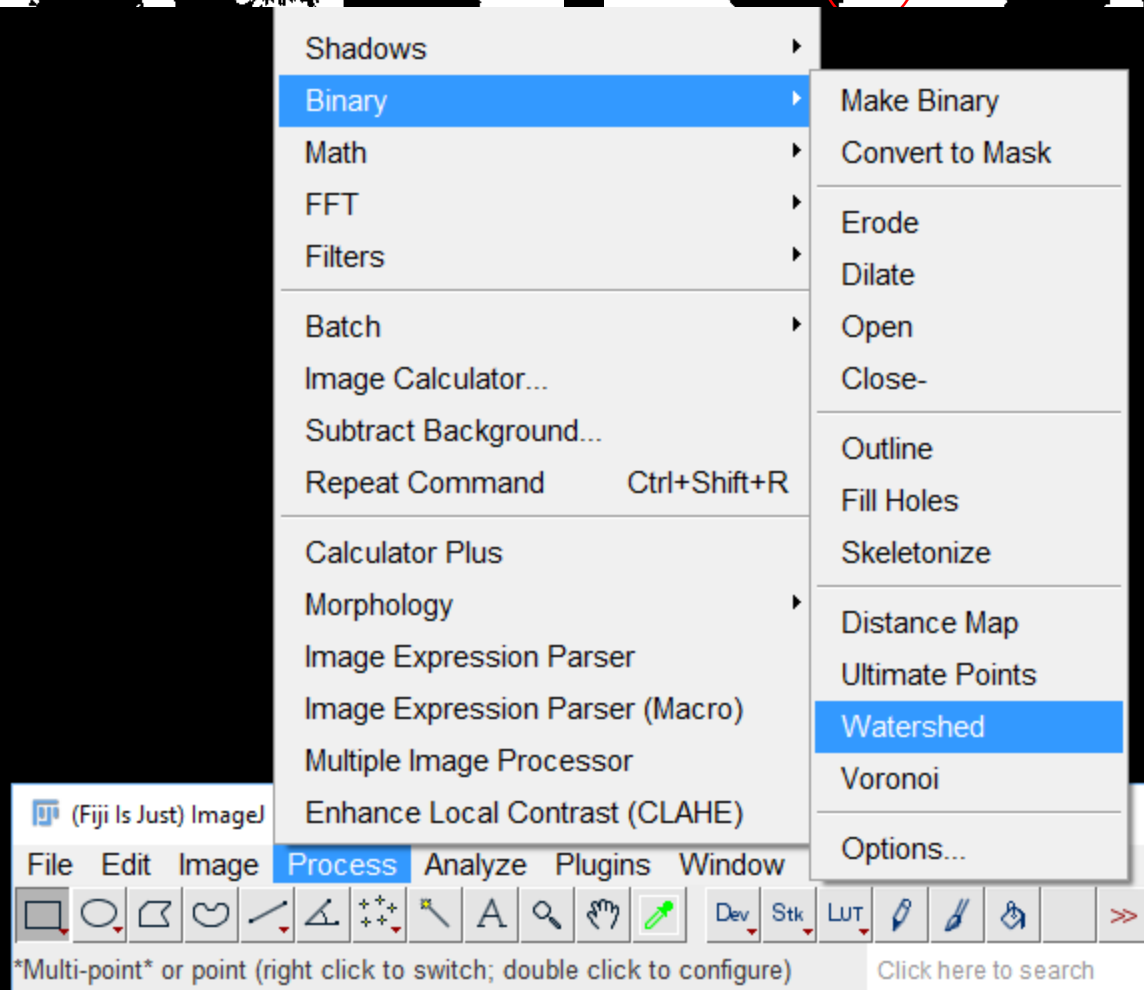 Shadows
Binary
Math
FFT
Filters
Batch
Image Calculator...
Subtract Background...
Repeat Command Ctrl+Shift+R
Calculator Plus
Morphology
Image Expression Parser
Image Expression Parser (Macro)
Multiple Image Processor
Enhance Local Contrast (CLAHE)
Make Binary
Convert to Mask
Erode
Dilate
Open
Close-
Outline
Fill Holes
Skeletonize
Distance Map
Ultimate Points
Watershed
Voronoi
Options...
(Fiji Is Just) ImageJ
File Edit Image Process Analyze Plugins Window
A Dev Stk LUT >>
*Multi-point* or point (right click to switch; double click to configure) Click here to search